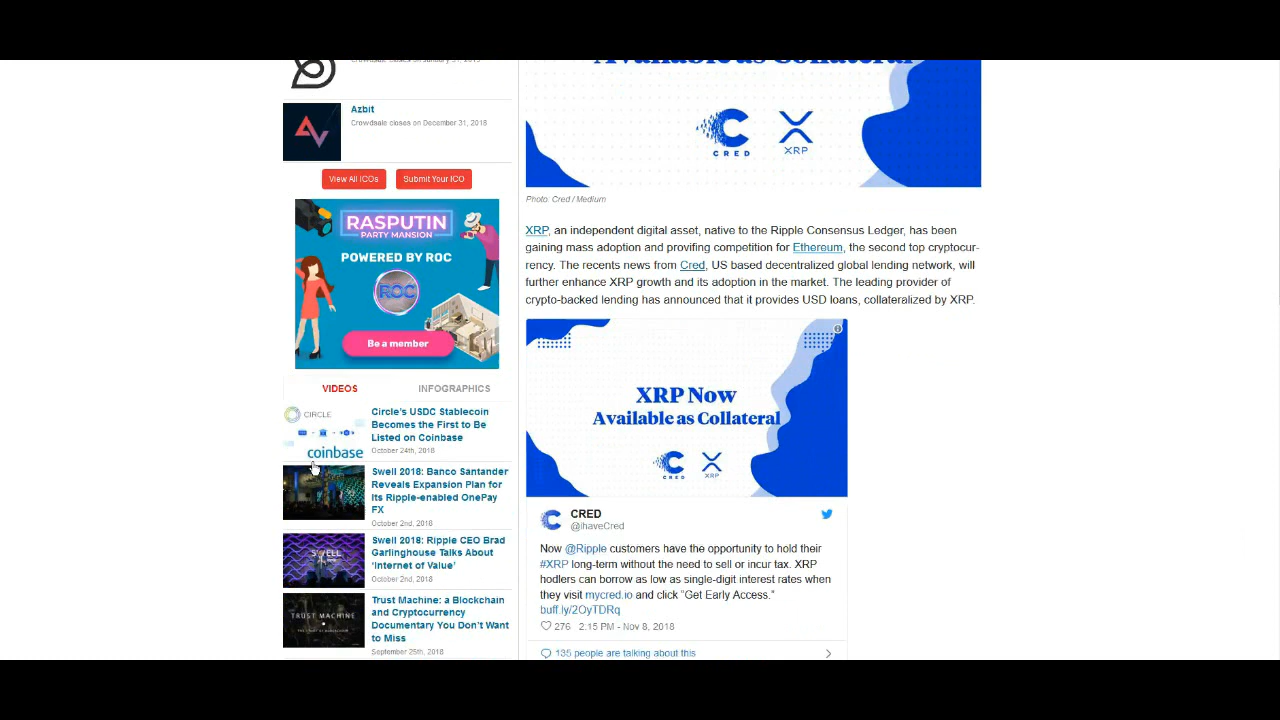 Azbit
Crowdsale closes on December 31, 2018
View All ICOs
Submit Your ICO
RASPUTIN
PARTY MANSION
POWERED BY ROC
ROC
Be a member
VIDEOS
INFOGRAPHICS
CIRCLE
coinbase
Circle's USDC Stablecoin
Becomes the First to Be
Listed on Coinbase
October 24th, 2018
Swell 2018: Banco Santander
Reveals Expansion Plan for
Its Ripple-enabled OnePay
FX
October 2nd, 2018
SWELL
Swell 2018: Ripple CEO Brad
Garlinghouse Talks About
‘Internet of Value’
October 2nd, 2018
TRUST MACHINE
Trust Machine: a Blockchain
and Cryptocurrency
Documentary You Don’t Want
to Miss
September 25th, 2018
Available as Collateral
CRED
XRP
Photo: Cred / Medium
XRP, an independent digital asset, native to the Ripple Consensus Ledger, has been
gaining mass adoption and provifing competition for Ethereum, the second top cryptocur-
rency. The recents news from Cred, US based decentralized global lending network, will
further enhance XRP growth and its adoption in the market. The leading provider of
crypto-backed lending has announced that it provides USD loans, collateralized by XRP.
XRP Now
Available as Collateral
CRED
XRP
CRED
@ihaveCred
Now @Ripple customers have the opportunity to hold their
#XRP long-term without the need to sell or incur tax. XRP
hodlers can borrow as low as single-digit interest rates when
they visit mycred.io and click “Get Early Access.”
buff.ly/2OyTDRq
276 2:15 PM - Nov 8, 2018
135 people are talking about this